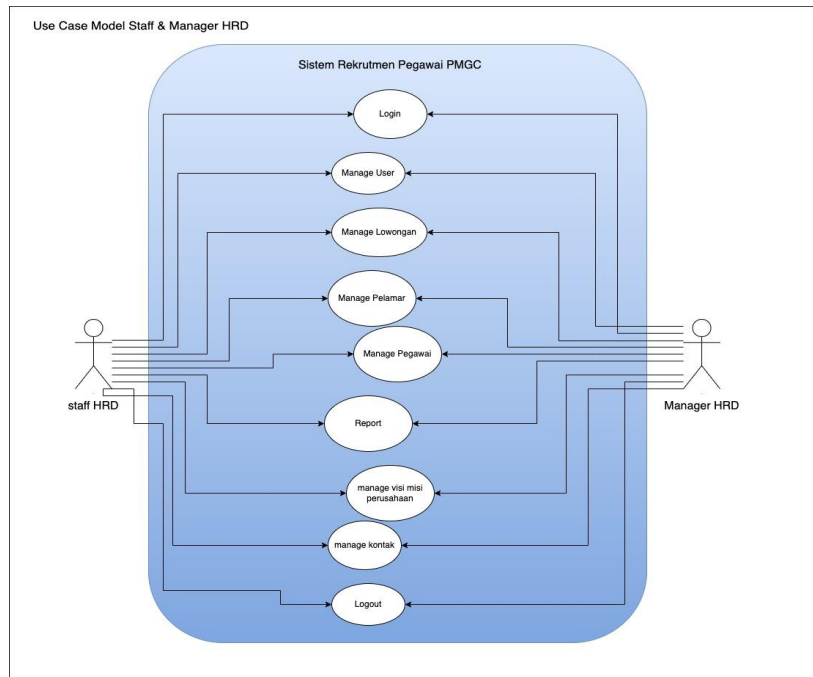 Use Case Model Staff & Manager HRD
Sistem Rekrutmen Pegawai PMGC
Login
Manage User
Manage Lowongan
Manage Pelamar
Manage Pegawai
staff HRD
Manager HRD
Report
manage visi misi
perusahaan
manage kontak
Logout